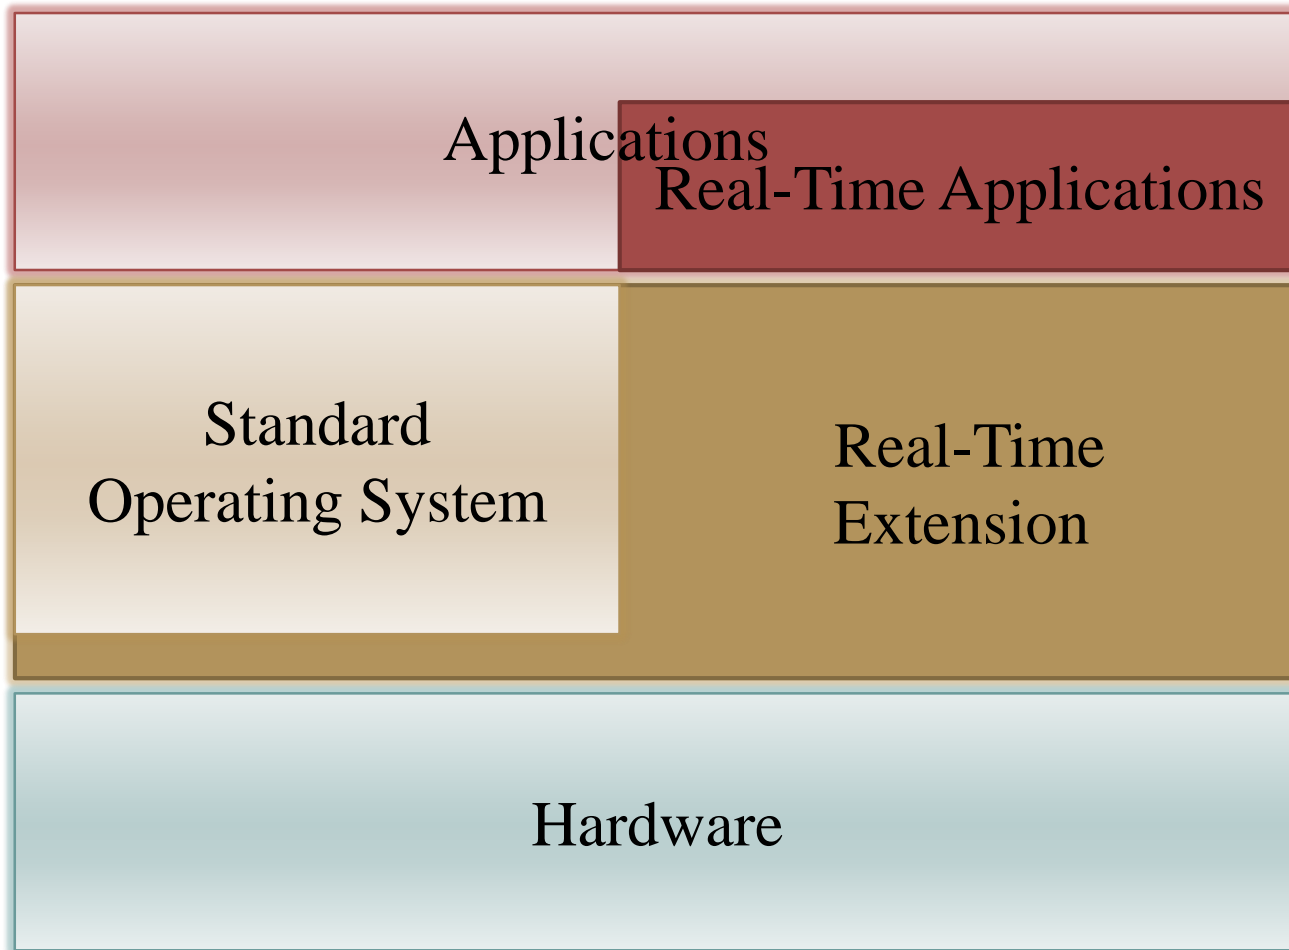 Applications
Real-Time Applications
Standard
Operating System
Real-Time
Extension
Hardware